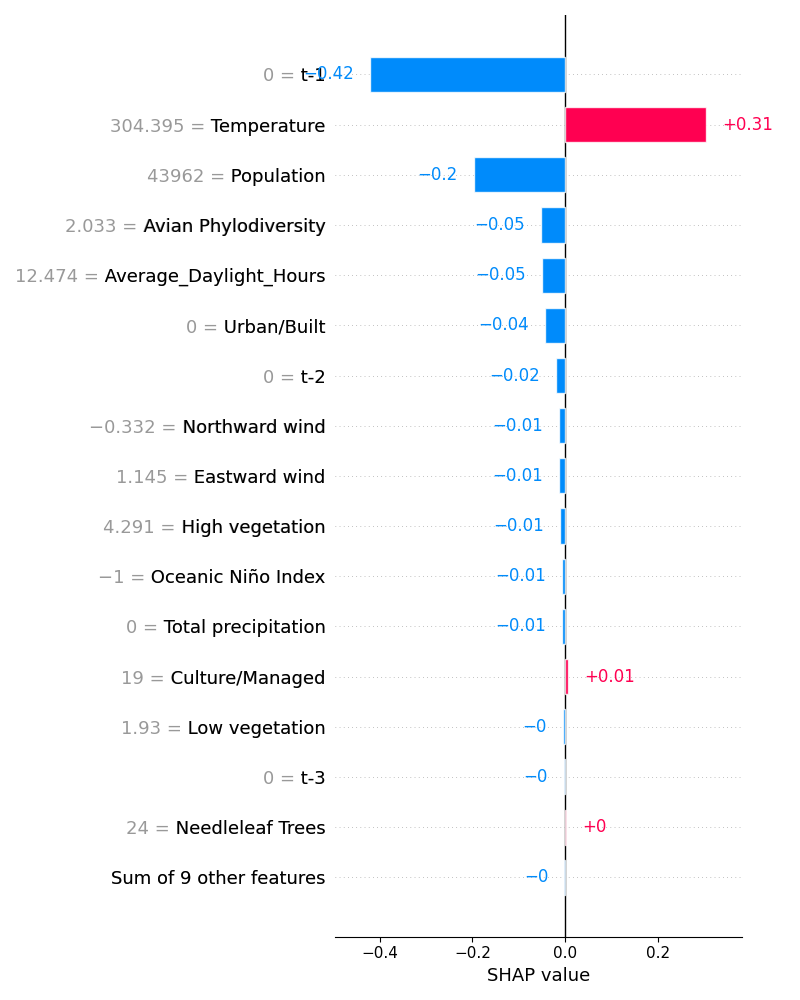 0 = t-1 −0.42
304.395 = Temperature +0.31
43962 = Population −0.2
2.033 = Avian Phylodiversity −0.05
12.474 = Average_Daylight_Hours −0.05
0 = Urban/Built −0.04
0 = t-2 −0.02
−0.332 = Northward wind −0.01
1.145 = Eastward wind −0.01
4.291 = High vegetation −0.01
−1 = Oceanic Niño Index −0.01
0 = Total precipitation −0.01
19 = Culture/Managed +0.01
1.93 = Low vegetation −0
0 = t-3 −0
24 = Needleleaf Trees +0
Sum of 9 other features −0
−0.4 −0.2 0.0 0.2
SHAP value